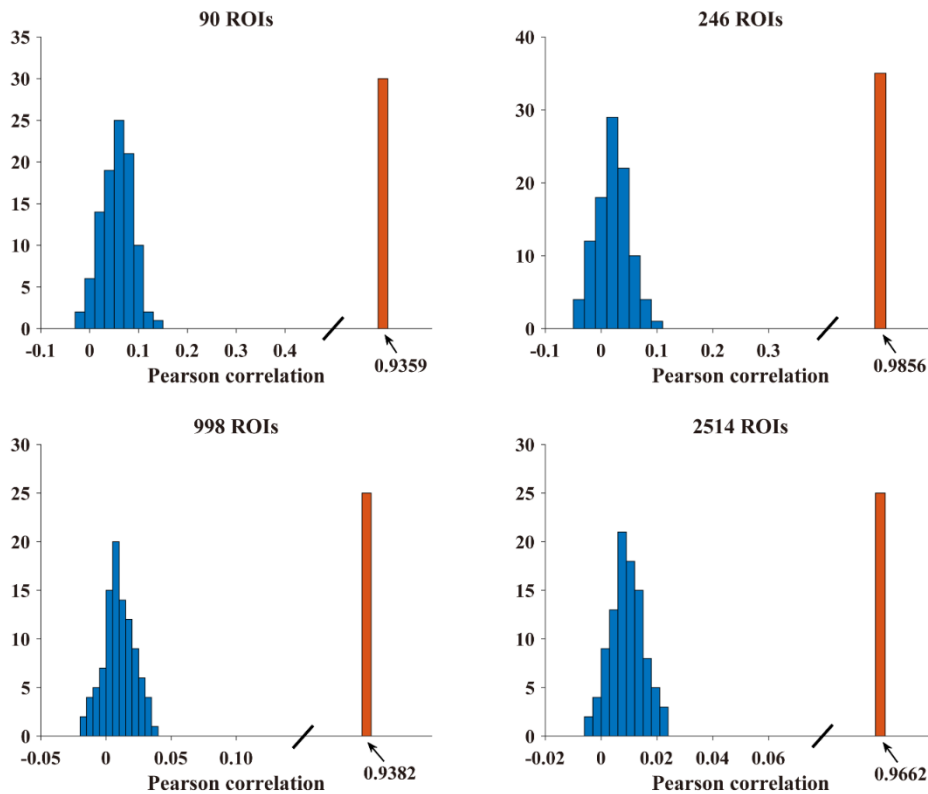 90 ROIs
35
30
25
20
15
10
5
0
-0.1 0 0.1 0.2 0.3 0.4
0.9359
Pearson correlation
246 ROIs
40
30
20
10
0
-0.1 0 0.1 0.2 0.3
0.9856
Pearson correlation
998 ROIs
30
25
20
15
10
5
0
-0.05 0 0.05 0.10
0.9382
Pearson correlation
2514 ROIs
30
25
20
15
10
5
0
-0.02 0 0.02 0.04 0.06
0.9662
Pearson correlation